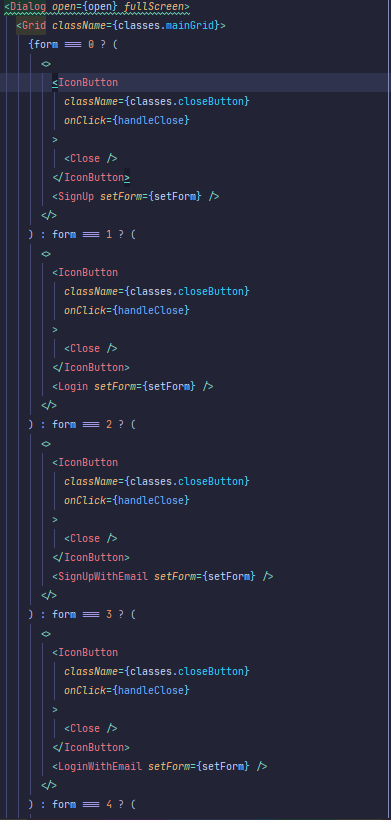 <Dialog open={open} fullScreen>
<Grid className={classes.mainGrid}>
{form === 0 ? (
<>
<IconButton
className={classes.closeButton}
onClick={handleClose}
>
<Close />
</IconButton>
<SignUp setForm={setForm} />
</>
) : form === 1 ? (
<>
<IconButton
className={classes.closeButton}
onClick={handleClose}
>
<Close />
</IconButton>
<Login setForm={setForm} />
</>
) : form === 2 ? (
<>
<IconButton
className={classes.closeButton}
onClick={handleClose}
>
<Close />
</IconButton>
<SignUpWithEmail setForm={setForm} />
</>
) : form === 3 ? (
<>
<IconButton
className={classes.closeButton}
onClick={handleClose}
>
<Close />
</IconButton>
<LoginWithEmail setForm={setForm} />
</>
) : form === 4 ? (